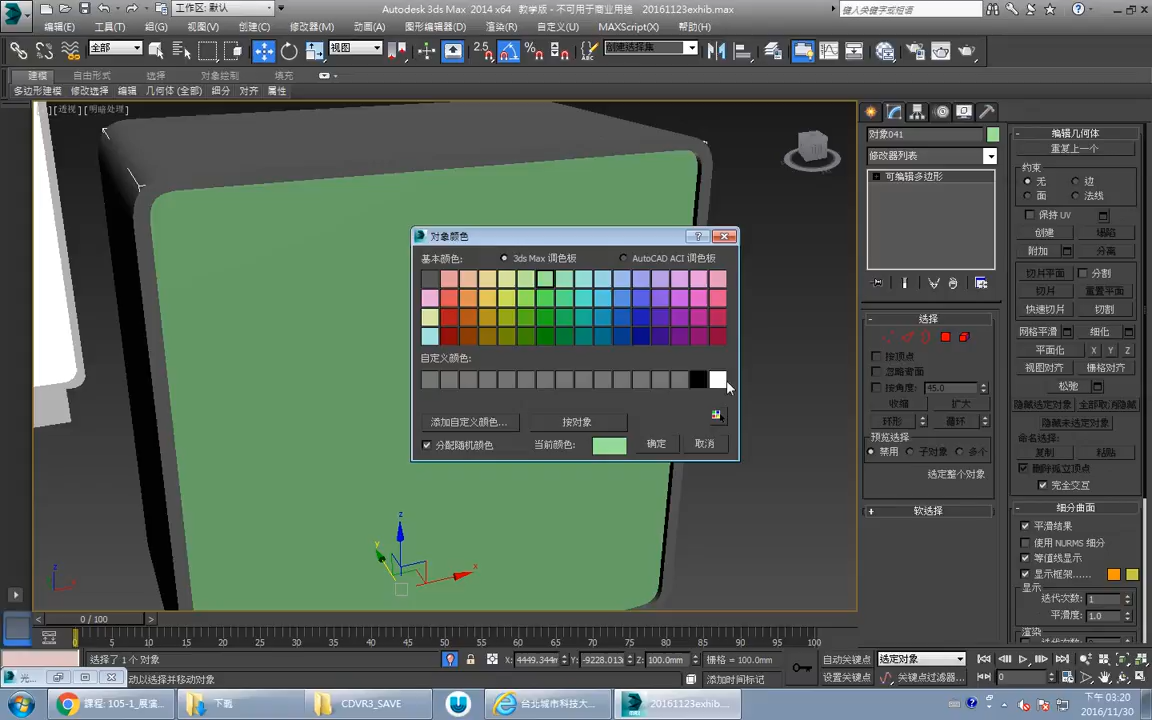 工作区: 默认
Autodesk 3ds Max 2014 x64 教学版 - 不可用于商业用途 20161123exhib.max
键入关键字或短语
编辑(E) 工具(T) 组(G) 视图(V) 创建(C) 修改器(M) 动画(A) 图形编辑器(D) 渲染(R) 自定义(U) MAXScript(X) 帮助(H)
全部
视图
2.5
创建选择集
建模 自由形式 选择 对象绘制 填充
多边形建模 修改选择 编辑 几何体 (全部) 细分 对齐 属性
[透视] [明暗处理]
对象041
修改器列表
可编辑多边形
编辑几何体
重复上一个
约束
无 边
面 法线
保持 UV
创建 塌陷
附加 分离
切片平面 分割
切片 重置平面
快速切片 切割
网格平滑 细化
平面化 X Y Z
视图对齐 栅格对齐
松弛
隐藏选定对象 全部取消隐藏
隐藏未选定对象
命名选择:
复制 粘贴
删除孤立顶点
完全交互
选择
按顶点
忽略背面
按角度: 45.0
收缩 扩大
环形 循环
预览选择
禁用 子对象 多个
选定整个对象
软选择
细分曲面
平滑结果
使用 NURMS 细分
等值线显示
显示框架......
显示
迭代次数: 1
平滑度: 1.0
渲染
对象颜色
基本颜色: 3ds Max 调色板 AutoCAD ACI 调色板
自定义颜色:
添加自定义颜色... 按对象
分配随机颜色 当前颜色: 确定 取消
z
y
x
0 / 100
0 5 10 15 20 25 30 35 40 45 50 55 60 65 70 75 80 85 90 95 100
选择了 1 个 对象
X: 4449.344m Y: -9228.013m Z: 100.0mm 栅格 = 100.0mm
自动关键点 选定对象
动以选择并移动对象
添加时间标记
设置关键点 关键点过滤器... 0
課程: 105-1_展演... 下載 CDVR3_SAVE 台北城市科技大... 20161123exhib....
下午 03:20
2016/11/30